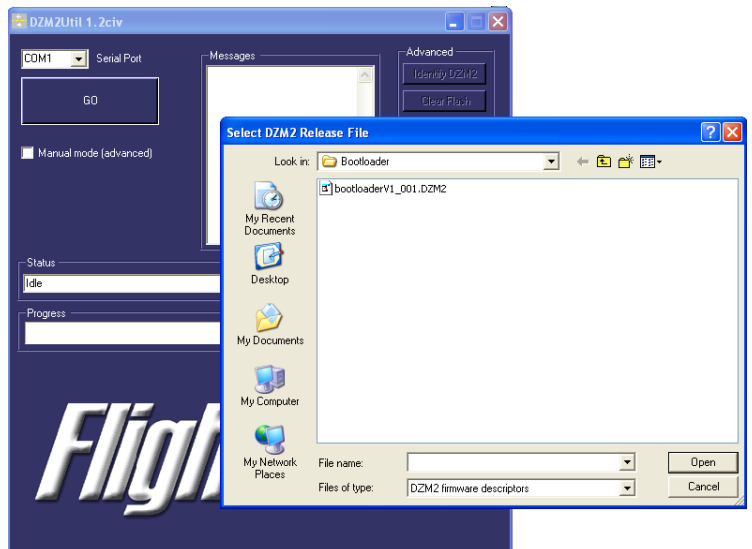 DZM2Util 1.2civ
COM1
Serial Port
GO
Manual mode (advanced)
Messages
Advanced
Identify DZM2
Clear Flash
Status
Idle
Progress
Select DZM2 Release File
Look in:
Bootloader
bootloaderV1_001.DZM2
My Recent
Documents
Desktop
My Documents
My Computer
My Network
Places
File name:
Open
Files of type:
DZM2 firmware descriptors
Cancel